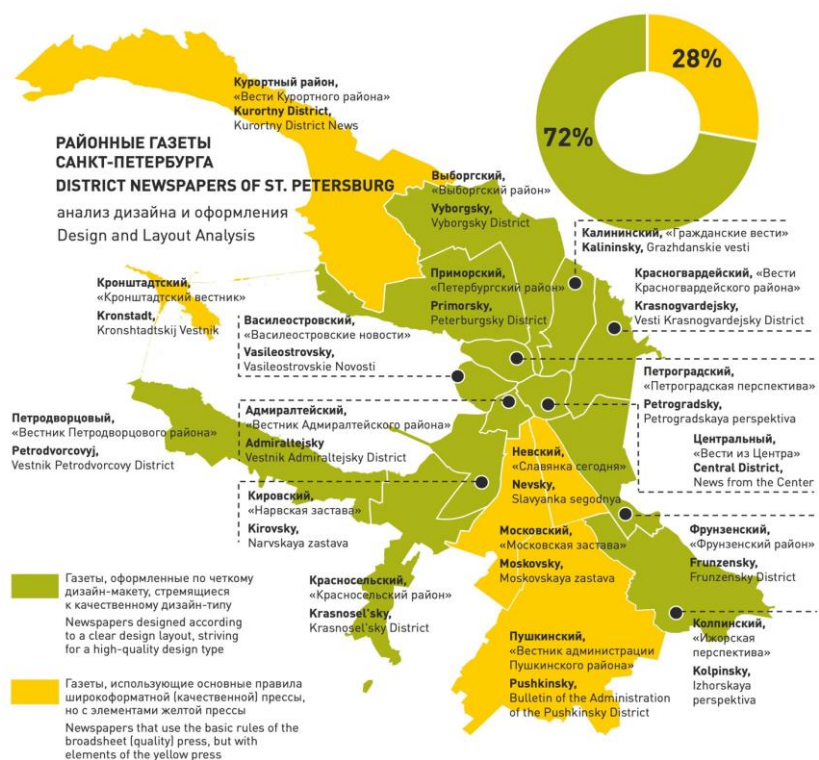 28%
72%
Курортный район,
«Вести Курортного района»
Kurortny District,
Kurortny District News
РАЙОННЫЕ ГАЗЕТЫ
САНКТ-ПЕТЕРБУРГА
DISTRICT NEWSPAPERS OF ST. PETERSBURG
анализ дизайна и оформления
Design and Layout Analysis
Выборгский,
«Выборгский район»
Vyborgsky,
Vyborgsky District
Калининский, «Гражданские вести»
Kalininsky, Grazhdanskie vesti
Приморский,
«Петербургский район»
Primorsky,
Peterburgsky District
Красногвардейский, «Вести
Красногвардейского района»
Krasnogvardejsky,
Vesti Krasnogvardejsky District
Кронштадтский,
«Кронштадтский вестник»
Kronstadt,
Kronshtadtskij Vestnik
Василеостровский,
«Василеостровские новости»
Vasileostrovsky,
Vasileostrovskie Novosti
Петроградский,
«Петроградская перспектива»
Petrogradsky,
Petrogradskaya perspektiva
Петродворцовый,
«Вестник Петродворцового района»
Petrodvorcovyj,
Vestnik Petrodvorcovy District
Адмиралтейский,
«Вестник Адмиралтейского района»
Admiraltejsky
Vestnik Admiraltejsky District
Центральный,
«Вести из Центра»
Central District,
News from the Center
Невский,
«Славянка сегодня»
Nevsky,
Slavyanka segodnya
Кировский,
«Нарвская застава»
Kirovsky,
Narvskaya zastava
Московский,
«Московская застава»
Moskovsky,
Moskovskaya zastava
Фрунзенский,
«Фрунзенский район»
Frunzensky,
Frunzensky District
Красносельский,
«Красносельский район»
Krasnosel'sky,
Krasnosel'sky District
Колпинский,
«Ижорская
перспектива»
Kolpinsky,
Izhorskaya
perspektiva
Пушкинский,
«Вестник администрации
Пушкинского района»
Pushkinsky,
Bulletin of the Administration
of the Pushkinsky District
Газеты, оформленные по четкому
дизайн-макету, стремящиеся
к качественному дизайн-типу
Newspapers designed according
to a clear design layout, striving
for a high-quality design type
Газеты, использующие основные правила
широкоформатной (качественной) прессы,
но с элементами желтой прессы
Newspapers that use the basic rules of the
broadsheet (quality) press, but with
elements of the yellow press